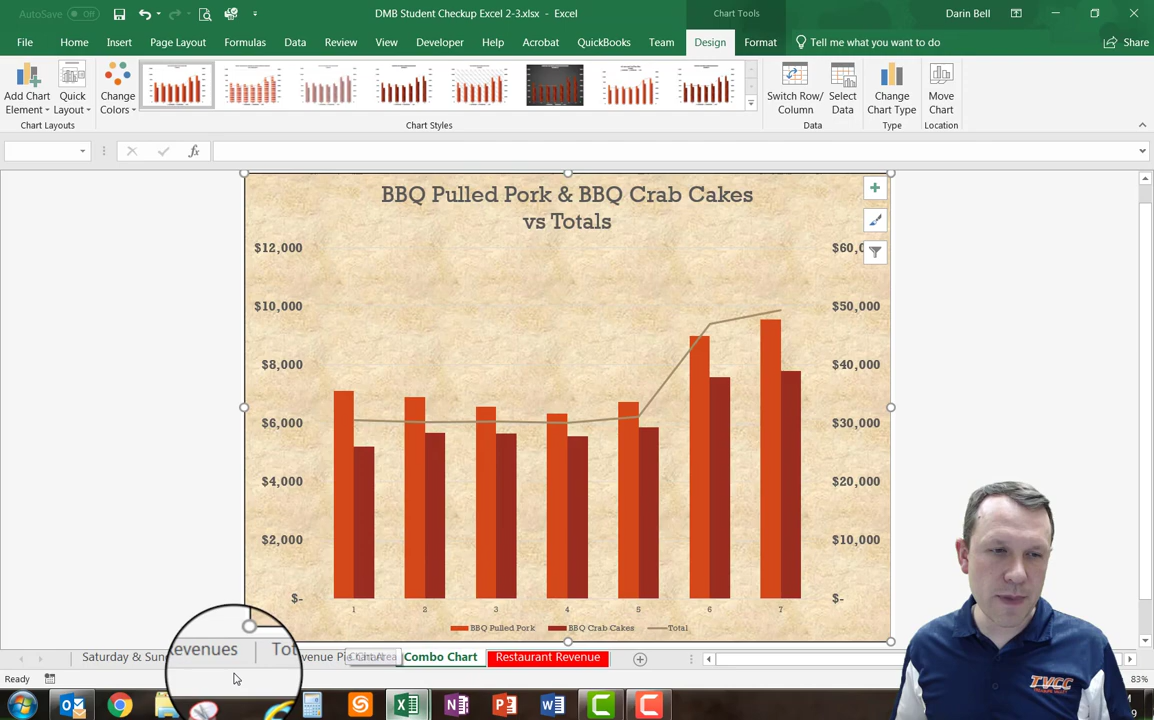 AutoSave Off
DMB Student Checkup Excel 2-3.xlsx - Excel
Chart Tools
Darin Bell
File Home Insert Page Layout Formulas Data Review View Developer Help Acrobat QuickBooks Team Design Format Tell me what you want to do Share
Add Chart Element
Quick Layout
Change Colors
Switch Row/ Column
Select Data
Change Chart Type
Move Chart
Chart Layouts
Chart Styles
Data
Type
Location
fx
BBQ Pulled Pork & BBQ Crab Cakes
vs Totals
$12,000
$10,000 $50,000
$8,000 $40,000
$6,000 $30,000
$4,000 $20,000
$2,000 $10,000
$- $-
1 2 3 4 5 6 7
BBQ Pulled Pork BBQ Crab Cakes Total
Chart Area
Combo Chart
Restaurant Revenue
Ready
83%
TVCC